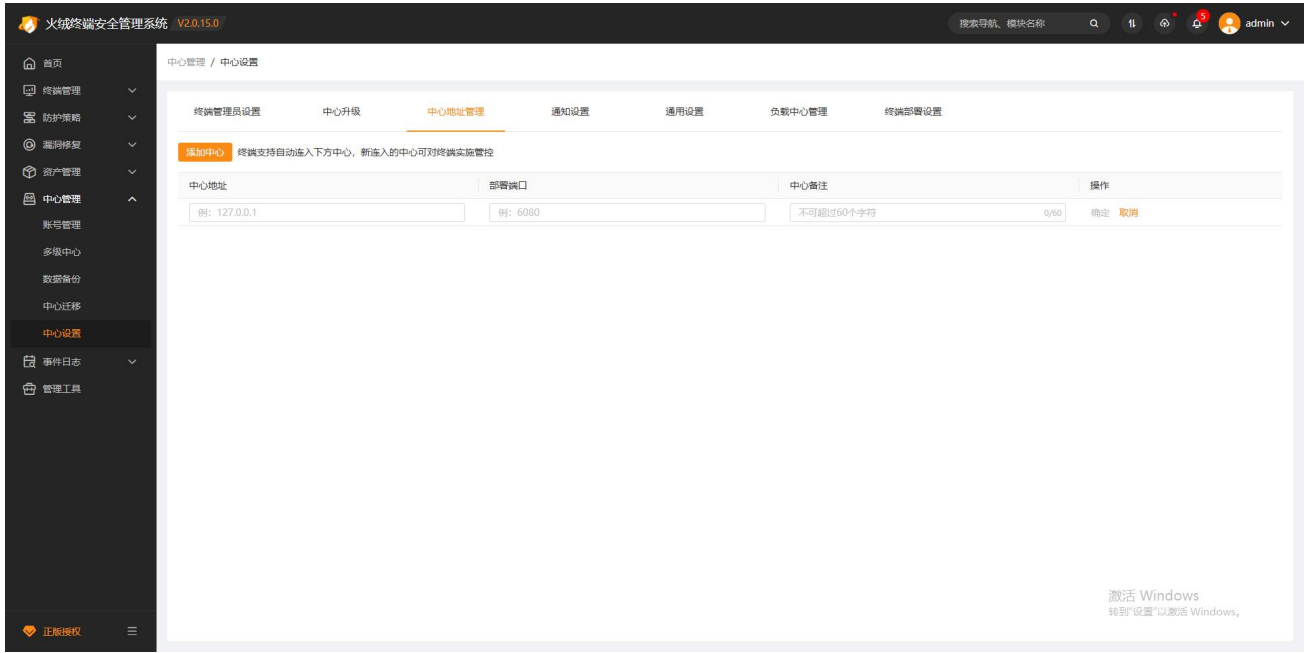 火绒终端安全管理系统 V2.0.15.0
搜索导航、模块名称
5
admin
首页
终端管理
防护策略
漏洞修复
资产管理
中心管理
账号管理
多级中心
数据备份
中心迁移
中心设置
事件日志
管理工具
正版授权
中心管理 / 中心设置
终端管理员设置 中心升级 中心地址管理 通知设置 通用设置 负载中心管理 终端部署设置
添加中心 终端支持自动连入下方中心，新连入的中心可对终端实施管控
中心地址 部署端口 中心备注 操作
例：127.0.0.1 例：6080 不可超过60个字符 0/60 确定 取消
激活 Windows
转到"设置"以激活 Windows。